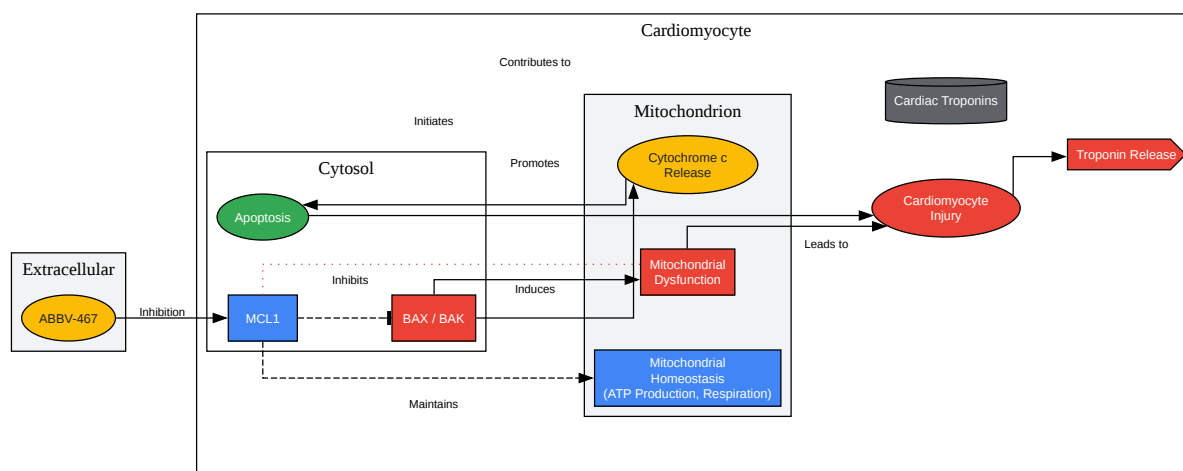 Cardiomyocyte
Contributes to
Cardiac Troponins
Mitochondrion
Initiates
Cytosol
Promotes
Cytochrome c
Release
Troponin Release
Apoptosis
Cardiomyocyte
Injury
Leads to
Extracellular
Mitochondrial
Dysfunction
Inhibits
Induces
ABBV-467
Inhibition
MCL1
BAX / BAK
Mitochondrial
Homeostasis
(ATP Production, Respiration)
Maintains